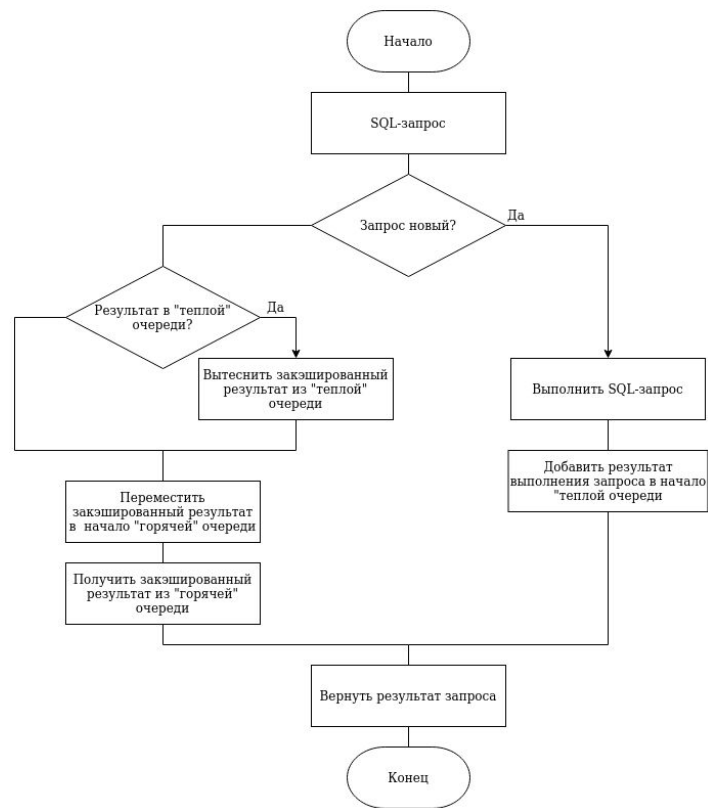 Начало
SQL-запрос
Запрос новый?
Да
Результат в "теплой"
очереди?
Да
Вытеснить закэшированный
результат из "теплой"
очереди
Выполнить SQL-запрос
Добавить результат
выполнения запроса в начало
"теплой очереди
Переместить
закэшированный результат
в начало "горячей" очереди
Получить закэшированный
результат из "горячей"
очереди
Вернуть результат запроса
Конец